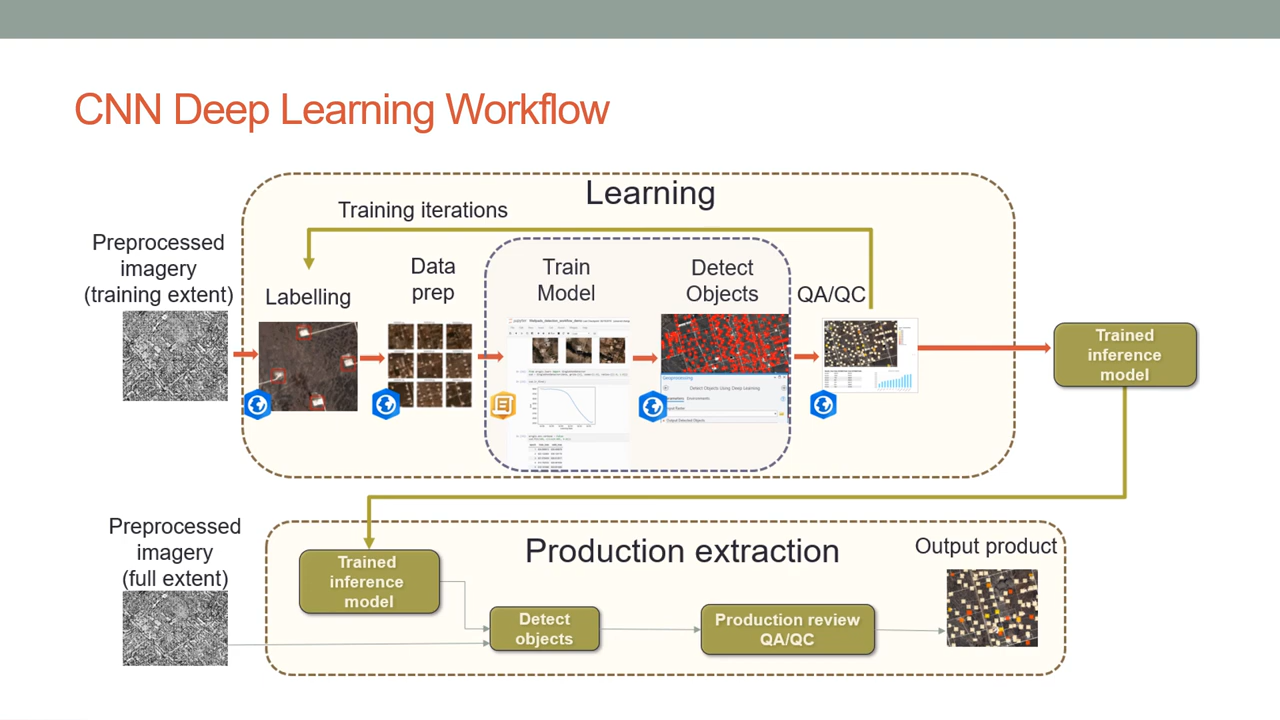 CNN Deep Learning Workflow
Learning
Training iterations
Preprocessed
imagery
(training extent)
Labelling
Data
prep
Train
Model
Detect
Objects
QA/QC
Detect Objects Using Deep Learning
Trained
inference
model
Preprocessed
imagery
(full extent)
Production extraction
Output product
Trained
inference
model
Detect
objects
Production review
QA/QC